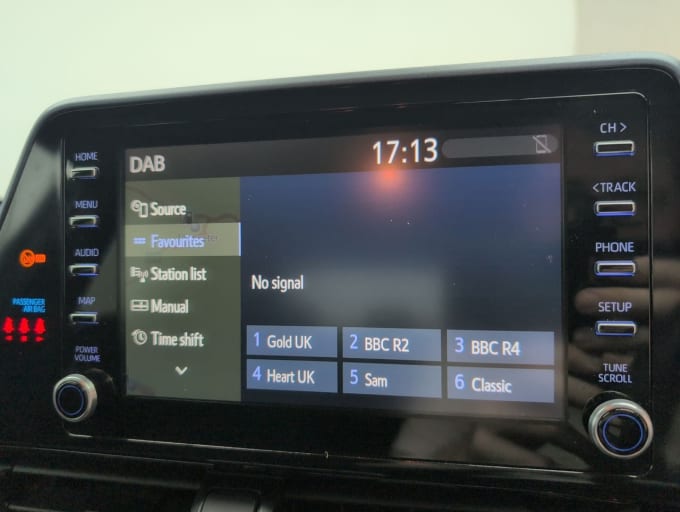 HOME
MENU
AUDIO
MAP
POWER
VOLUME
PASSENGER
AIR BAG
DAB
17:13
Source
Favourites
Station list
Manual
Time shift
No signal
1 Gold UK
2 BBC R2
3 BBC R4
4 Heart UK
5 Sam
6 Classic
CH >
< TRACK
PHONE
SETUP
TUNE
SCROLL